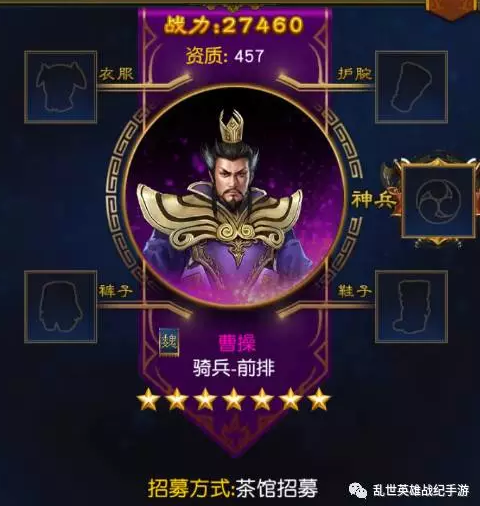 战力:27460
资质: 457
衣服
护腕
神兵
裤子
鞋子
魏
曹操
骑兵-前排
招募方式:茶馆招募
乱世英雄战纪手游